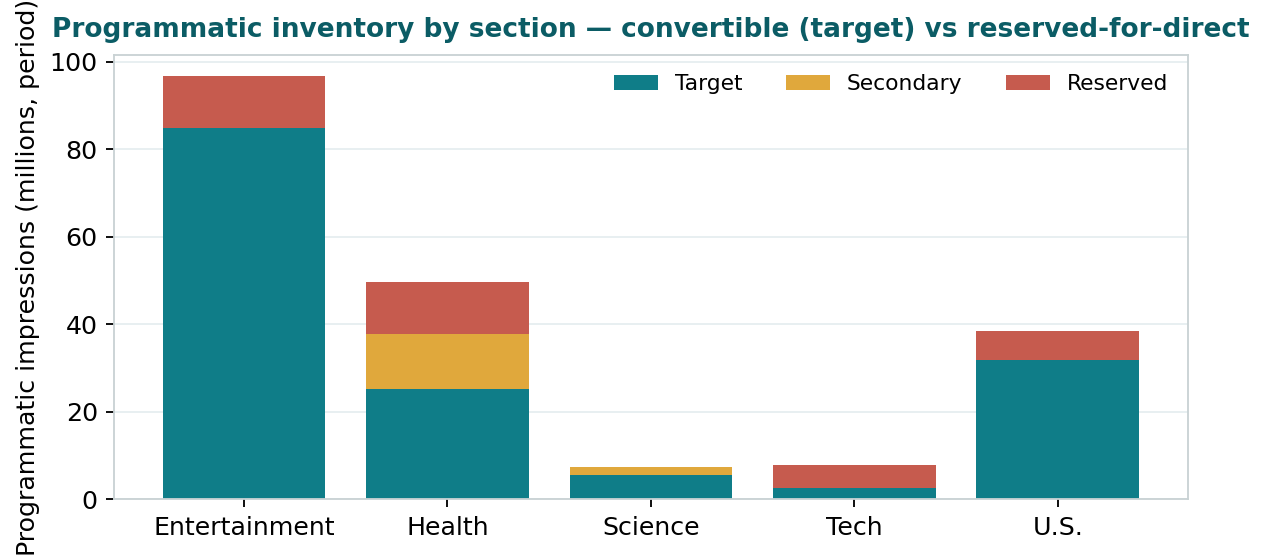 Programmatic inventory by section — convertible (target) vs reserved-for-direct
Programmatic impressions (millions, period)
100
80
60
40
20
0
Target
Secondary
Reserved
Entertainment
Health
Science
Tech
U.S.